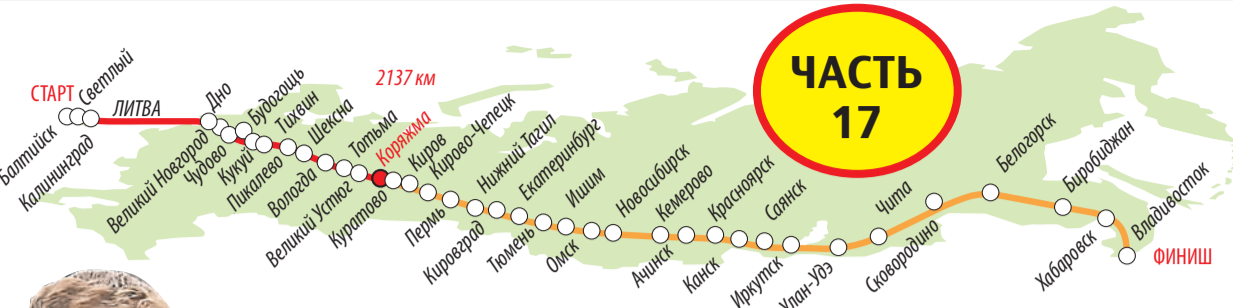 ЧАСТЬ
17
2137 км
СТАРТ
Балтийск
Светлый
Калининград
ЛИТВА
Дно
Великий Новгород
Чудово
Будогощь
Кукуй
Тихвин
Пикалево
Шексна
Вологда
Тотьма
Великий Устюг
Коряжма
Куратово
Киров
Кирово-Чепецк
Пермь
Нижний Тагил
Кировград
Екатеринбург
Тюмень
Ишим
Омск
Новосибирск
Ачинск
Кемерово
Канск
Красноярск
Иркутск
Саянск
Улан-Удэ
Чита
Сковородино
Белогорск
Биробиджан
Хабаровск
Владивосток
ФИНИШ